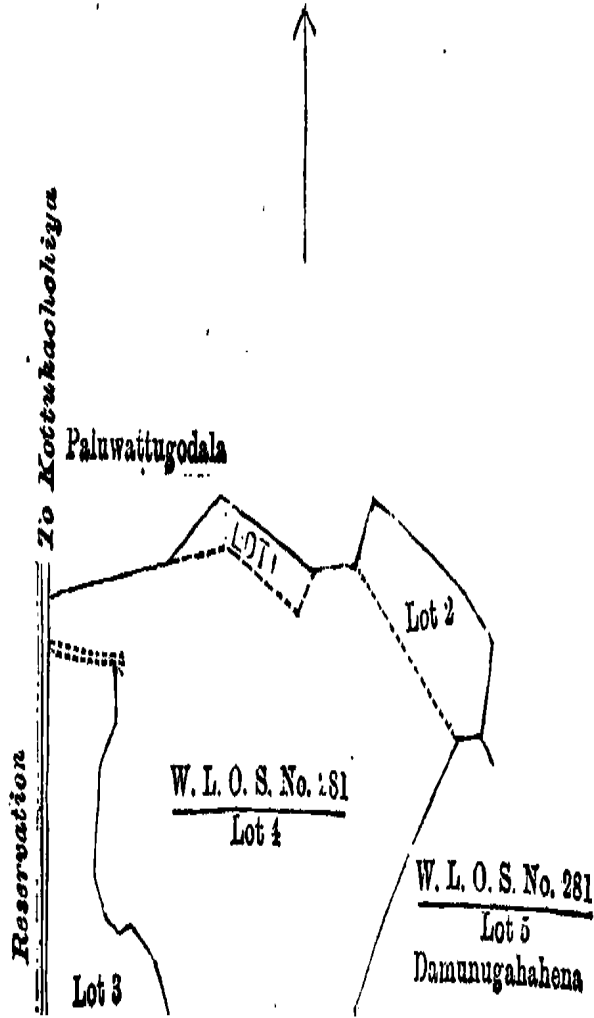 To Kottukachchiya
Paluwattugodala
LOT 1
Lot 2
W. L. O. S. No. 281
Lot 4
W. L. O. S. No. 281
Lot 5
Damunugahahena
Reservation
Lot 3